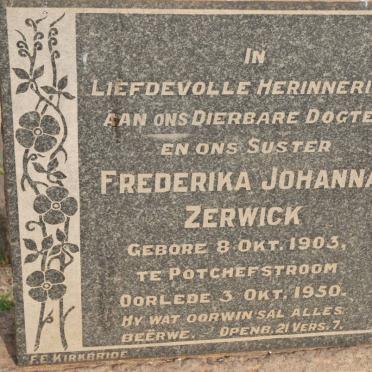 IN
LIEFDEVOLLE HERINNERI
AAN ONS DIERBARE DOGTE
EN ONS SUSTER
FREDERIKA JOHANNA
ZERWICK
GEBORE 8 OKT. 1903,
TE POTCHEFSTROOM
OORLEDE 3 OKT. 1950.
HY WAT OORWIN SAL ALLES
BEËRWE. OPENB. 21 VERS. 7.
F.E. KIRKBRIDE